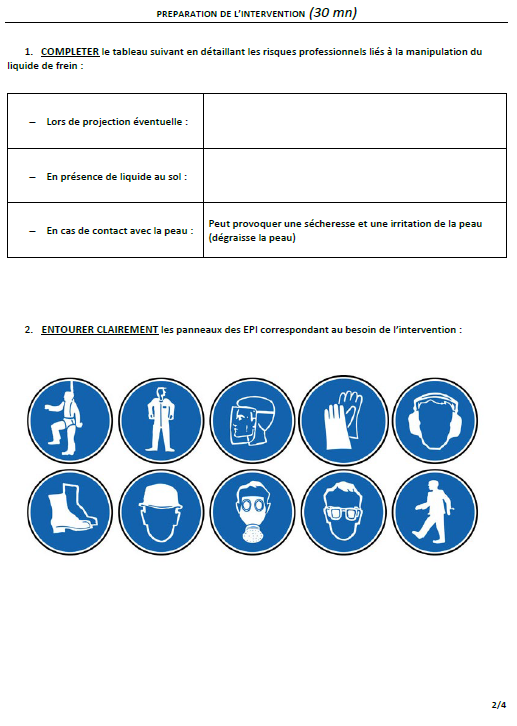 PREPARATION DE L'INTERVENTION (30 mn)
1. COMPLETER le tableau suivant en détaillant les risques professionnels liés à la manipulation du
liquide de frein :
– Lors de projection éventuelle :
– En présence de liquide au sol :
– En cas de contact avec la peau :
Peut provoquer une sécheresse et une irritation de la peau
(dégraisse la peau)
2. ENTOURER CLAIREMENT les panneaux des EPI correspondant au besoin de l'intervention :
2/4